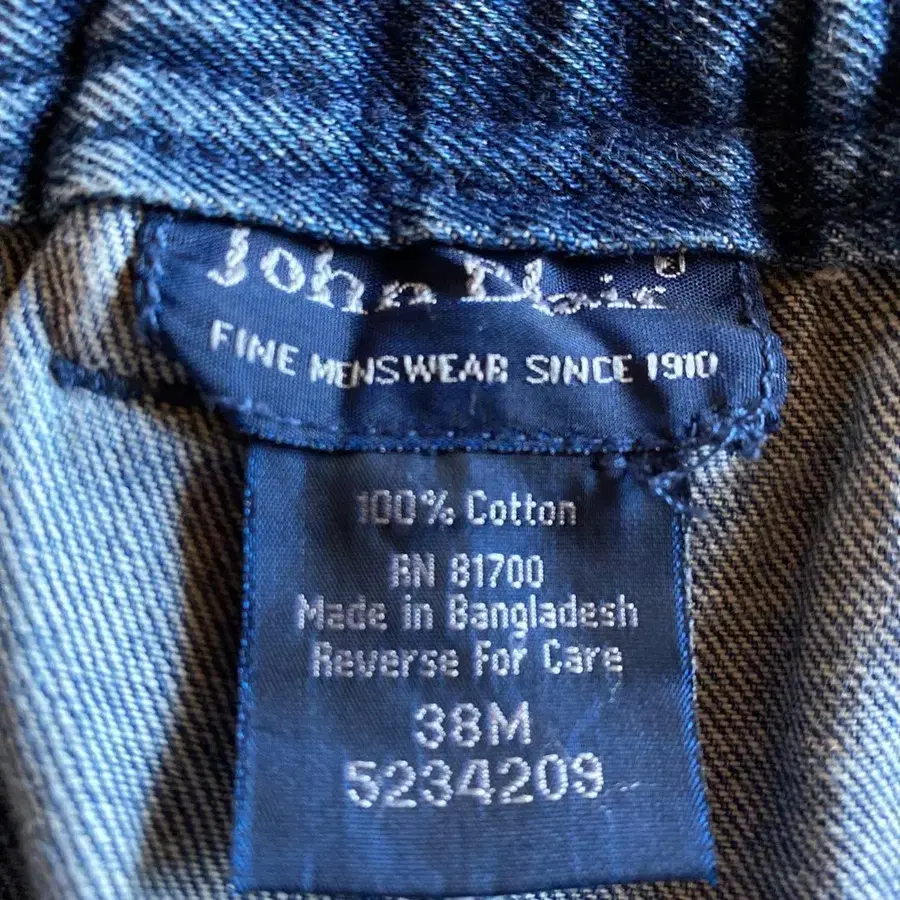 John Blair
FINE MENSWEAR SINCE 1910
100% Cotton
RN 81700
Made in Bangladesh
Reverse For Care
38M
5234209